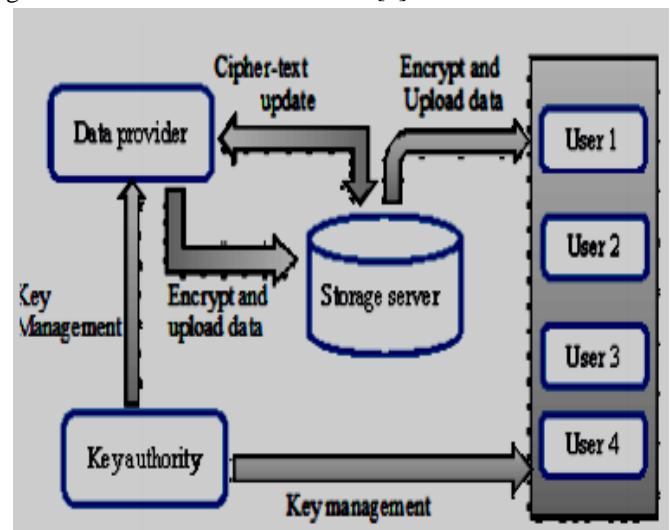 Cipher-text
update
Encrypt and
Upload data
Data provider
User 1
User 2
Storage server
Key
Management
Encrypt and
upload data
User 3
User 4
Key authority
Key management